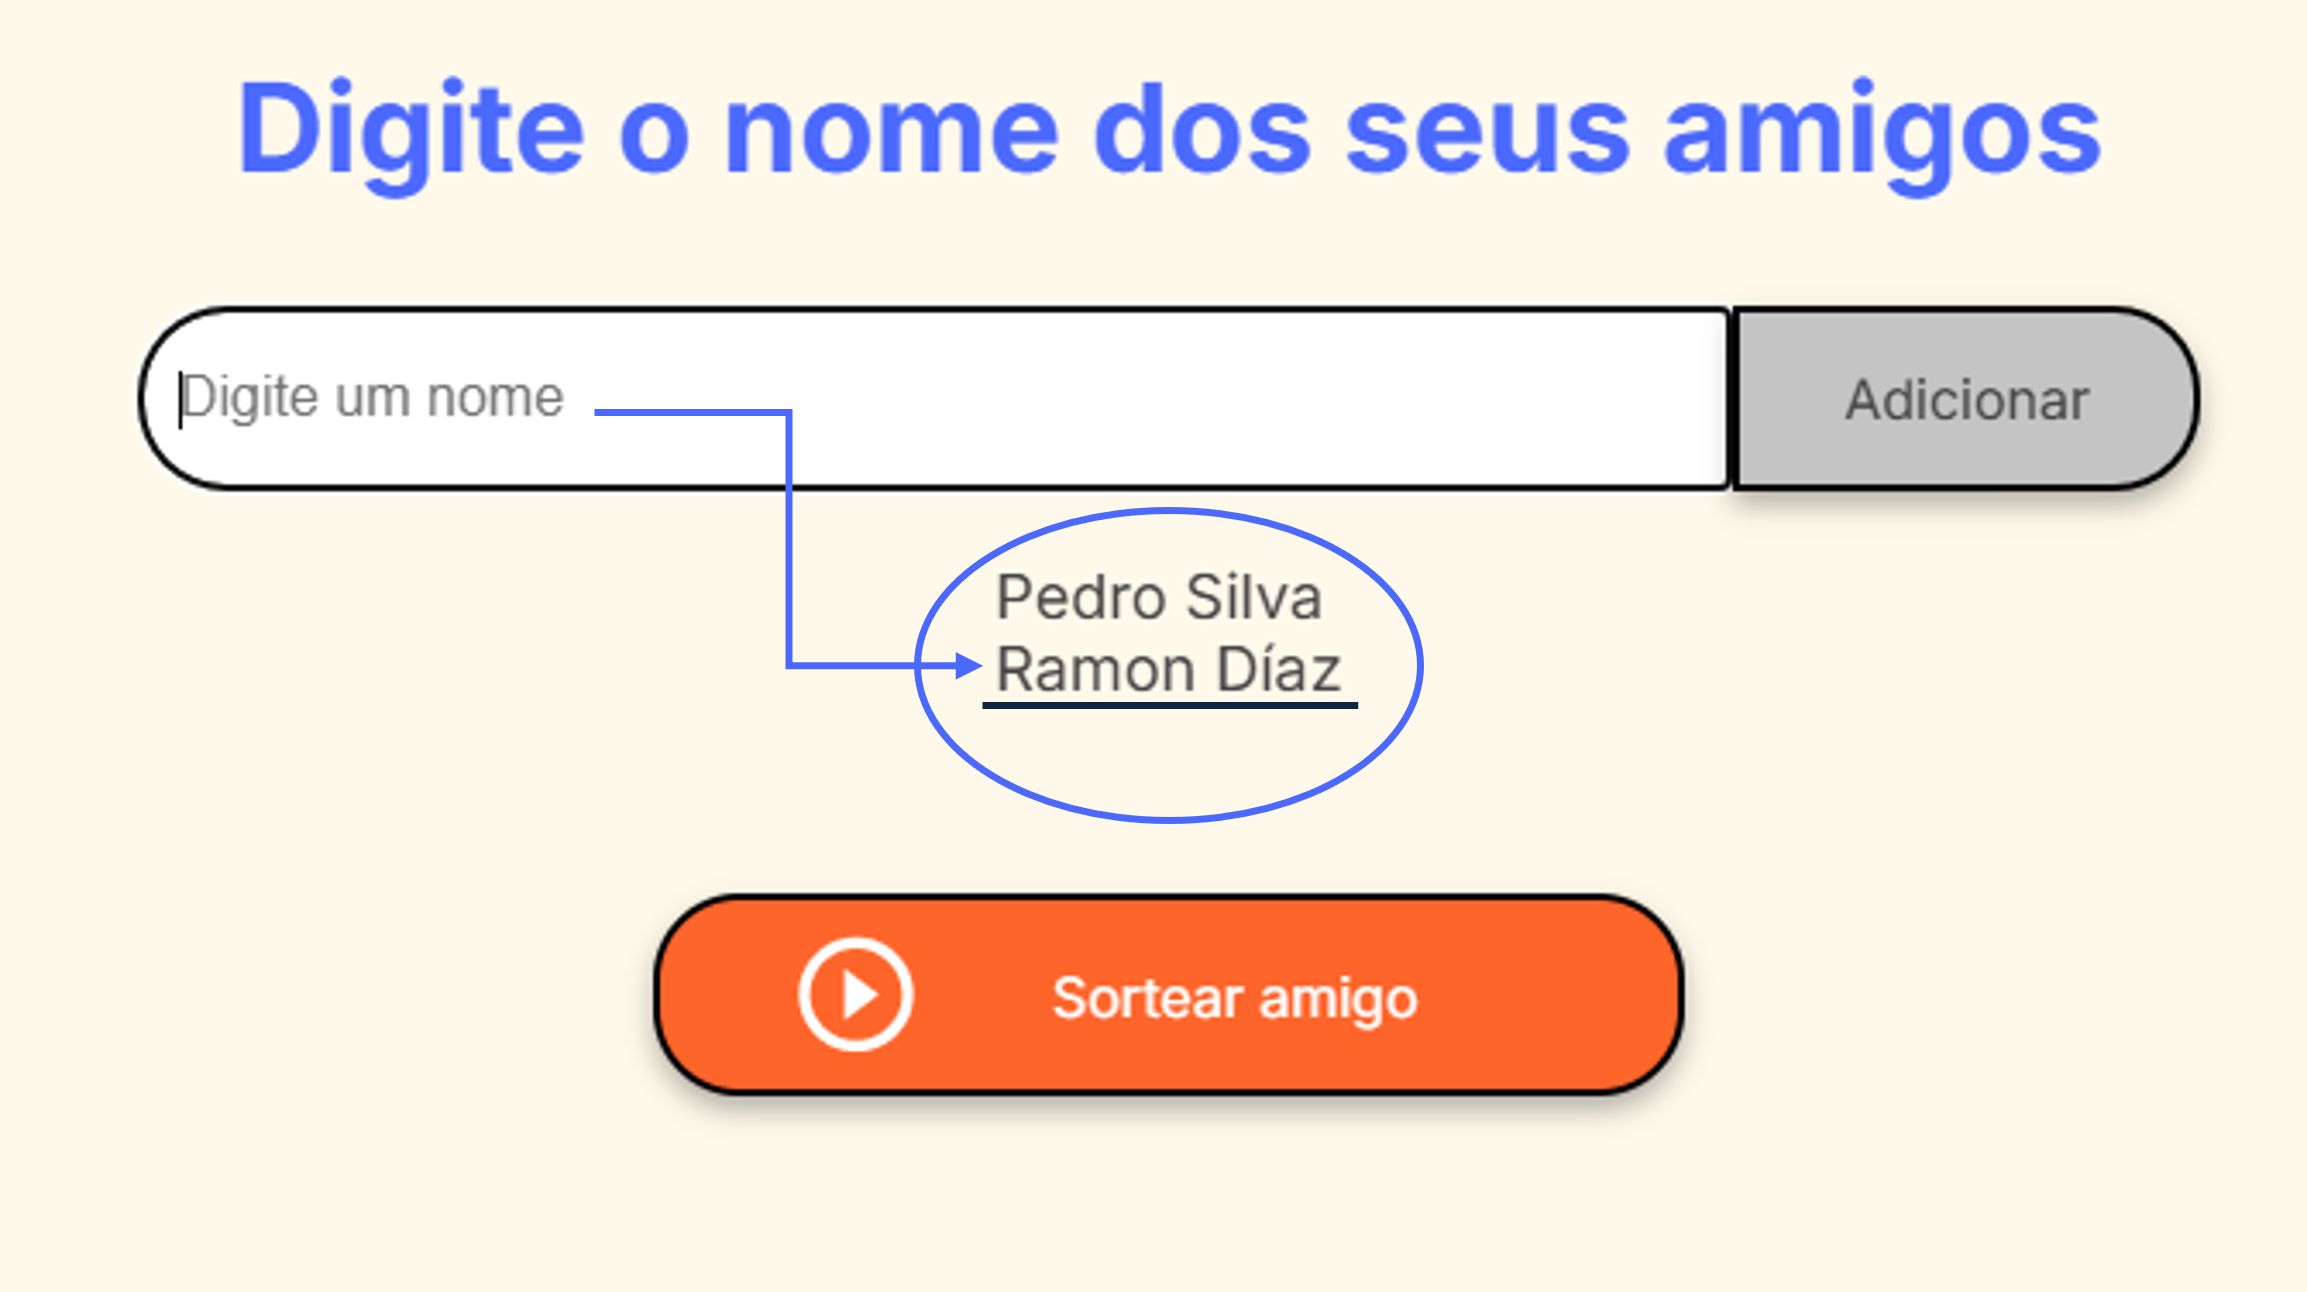 Digite o nome dos seus amigos
Digite um nome
Adicionar
Pedro Silva
Ramon Díaz
Sortear amigo